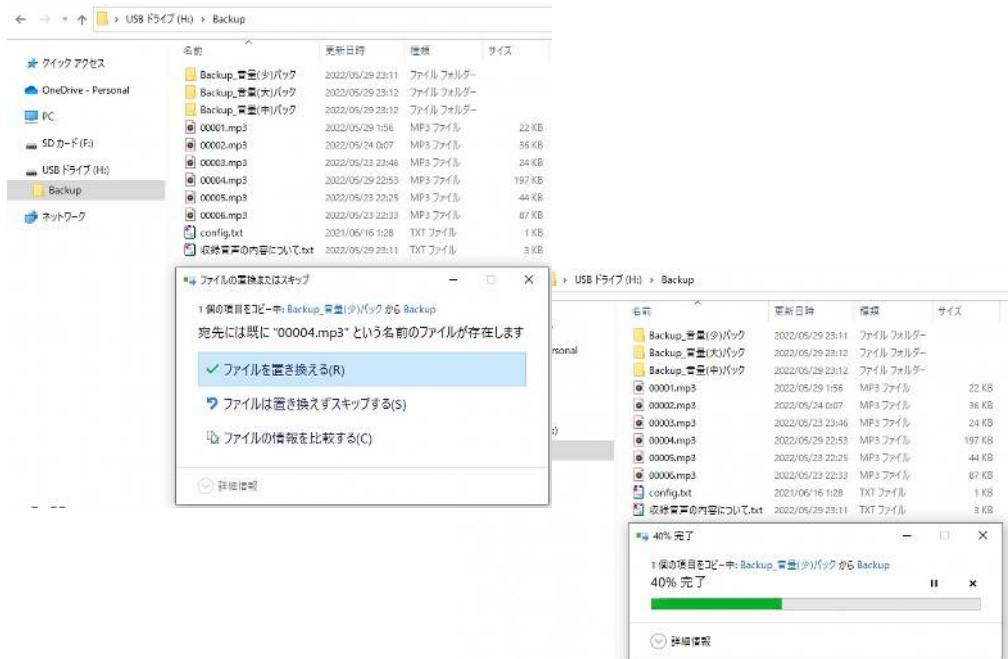 USB ドライブ (H:) › Backup
名前 更新日時 種類 サイズ
クイック アクセス
OneDrive - Personal
PC
SD カード (F:)
USB ドライブ (H:)
Backup
ネットワーク
Backup_音量(少)パック 2022/05/29 23:11 ファイル フォルダー
Backup_音量(大)パック 2022/05/29 23:12 ファイル フォルダー
Backup_音量(中)パック 2022/05/29 23:12 ファイル フォルダー
00001.mp3 2022/05/29 1:56 MP3 ファイル 22 KB
00002.mp3 2022/05/24 0:07 MP3 ファイル 36 KB
00003.mp3 2022/05/23 23:46 MP3 ファイル 24 KB
00004.mp3 2022/05/29 22:53 MP3 ファイル 197 KB
00005.mp3 2022/05/23 22:25 MP3 ファイル 44 KB
00006.mp3 2022/05/23 22:33 MP3 ファイル 87 KB
config.txt 2021/06/16 1:28 TXT ファイル 1 KB
収録音声の内容について.txt 2022/05/29 23:11 TXT ファイル 3 KB
ファイルの置換またはスキップ
1 個の項目をコピー中: Backup_音量(少)パック から Backup
宛先には既に "00004.mp3" という名前のファイルが存在します
ファイルを置き換える(R)
ファイルは置き換えずスキップする(S)
ファイルの情報を比較する(C)
詳細情報
› USB ドライブ (H:) › Backup
名前 更新日時 種類 サイズ
rsonal
:)
Backup_音量(少)パック 2022/05/29 23:11 ファイル フォルダー
Backup_音量(大)パック 2022/05/29 23:12 ファイル フォルダー
Backup_音量(中)パック 2022/05/29 23:12 ファイル フォルダー
00001.mp3 2022/05/29 1:56 MP3 ファイル 22 KB
00002.mp3 2022/05/24 0:07 MP3 ファイル 36 KB
00003.mp3 2022/05/23 23:46 MP3 ファイル 24 KB
00004.mp3 2022/05/29 22:53 MP3 ファイル 197 KB
00005.mp3 2022/05/23 22:25 MP3 ファイル 44 KB
00006.mp3 2022/05/23 22:33 MP3 ファイル 87 KB
config.txt 2021/06/16 1:28 TXT ファイル 1 KB
収録音声の内容について.txt 2022/05/29 23:11 TXT ファイル 3 KB
40% 完了
1 個の項目をコピー中: Backup_音量(少)パック から Backup
40% 完了
詳細情報